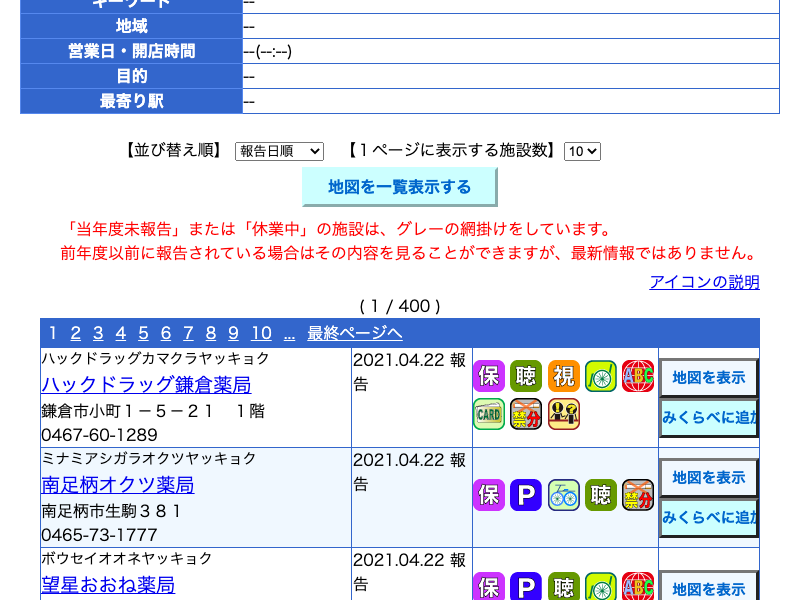 キーワード --
地域 --
営業日・開店時間 --(--:--)
目的 --
最寄り駅 --
【並び替え順】 報告日順 【１ページに表示する施設数】 10
地図を一覧表示する
「当年度未報告」または「休業中」の施設は、グレーの網掛けをしています。
前年度以前に報告されている場合はその内容を見ることができますが、最新情報ではありません。
アイコンの説明
( 1 / 400 )
1 2 3 4 5 6 7 8 9 10 ... 最終ページへ
ハックドラッグカマクラヤッキョク
ハックドラッグ鎌倉薬局
鎌倉市小町１－５－２１　１階
0467-60-1289
2021.04.22 報
告
保 聴 視 ABC
CARD 禁煙 分
地図を表示
みくらべに追加
ミナミアシガラオクツヤッキョク
南足柄オクツ薬局
南足柄市生駒３８１
0465-73-1777
2021.04.22 報
告
保 P 聴 禁煙 分
地図を表示
みくらべに追加
ボウセイオオネヤッキョク
望星おおね薬局
2021.04.22 報
告
保 P 聴 ABC
地図を表示